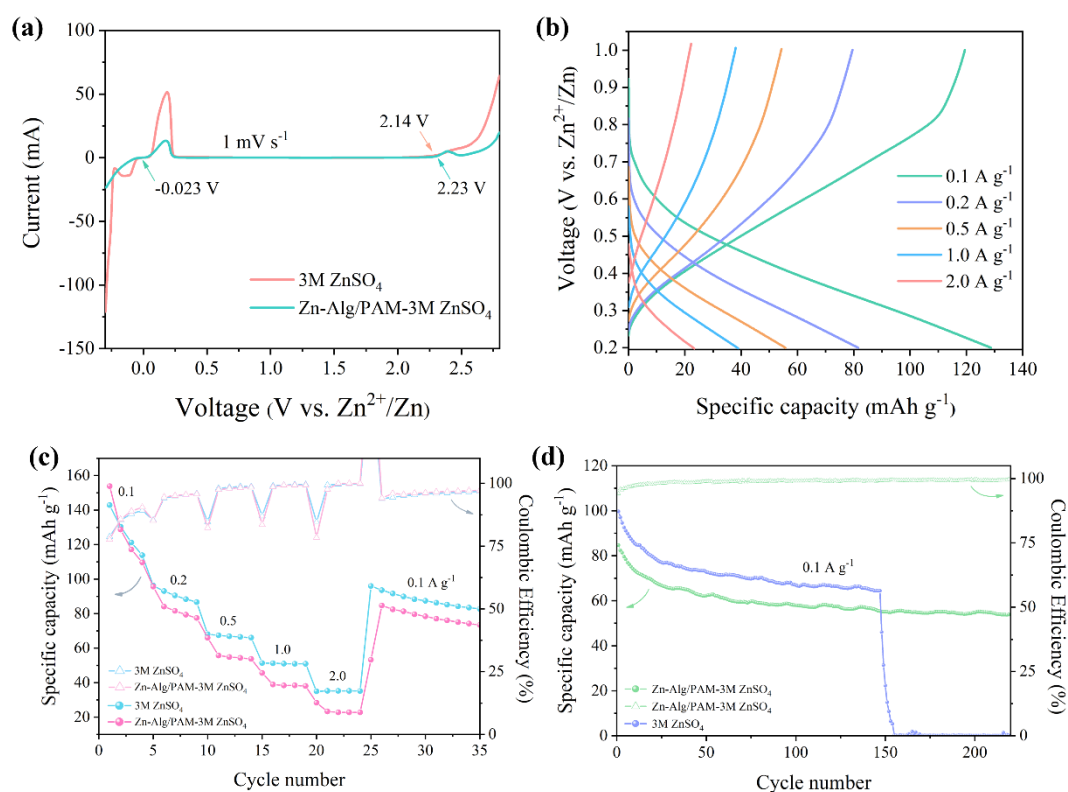 (a)
100
50
0
-50
-100
-150
Current (mA)
2.14 V
1 mV s⁻¹
-0.023 V
2.23 V
3M ZnSO₄
Zn-Alg/PAM-3M ZnSO₄
0.0 0.5 1.0 1.5 2.0 2.5
Voltage (V vs. Zn²⁺/Zn)
(b)
1.0
0.9
0.8
0.7
0.6
0.5
0.4
0.3
0.2
Voltage (V vs. Zn²⁺/Zn)
0.1 A g⁻¹
0.2 A g⁻¹
0.5 A g⁻¹
1.0 A g⁻¹
2.0 A g⁻¹
0 20 40 60 80 100 120 140
Specific capacity (mAh g⁻¹)
(c)
160
140
120
100
80
60
40
20
Specific capacity (mAh g⁻¹)
0.1
0.2
0.5
1.0
2.0
0.1 A g⁻¹
3M ZnSO₄
Zn-Alg/PAM-3M ZnSO₄
3M ZnSO₄
Zn-Alg/PAM-3M ZnSO₄
100
75
50
25
0
Coulombic Efficiency (%)
0 5 10 15 20 25 30 35
Cycle number
(d)
120
110
100
90
80
70
60
50
40
30
20
10
0
Specific capacity (mAh g⁻¹)
0.1 A g⁻¹
Zn-Alg/PAM-3M ZnSO₄
Zn-Alg/PAM-3M ZnSO₄
3M ZnSO₄
100
75
50
25
0
Coulombic Efficiency (%)
0 50 100 150 200
Cycle number